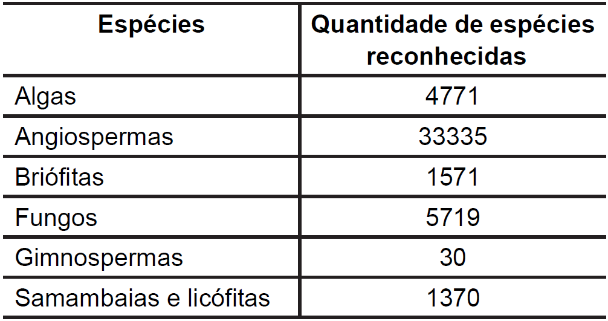 Espécies Quantidade de espécies
reconhecidas
Algas 4771
Angiospermas 33335
Briófitas 1571
Fungos 5719
Gimnospermas 30
Samambaias e licófitas 1370